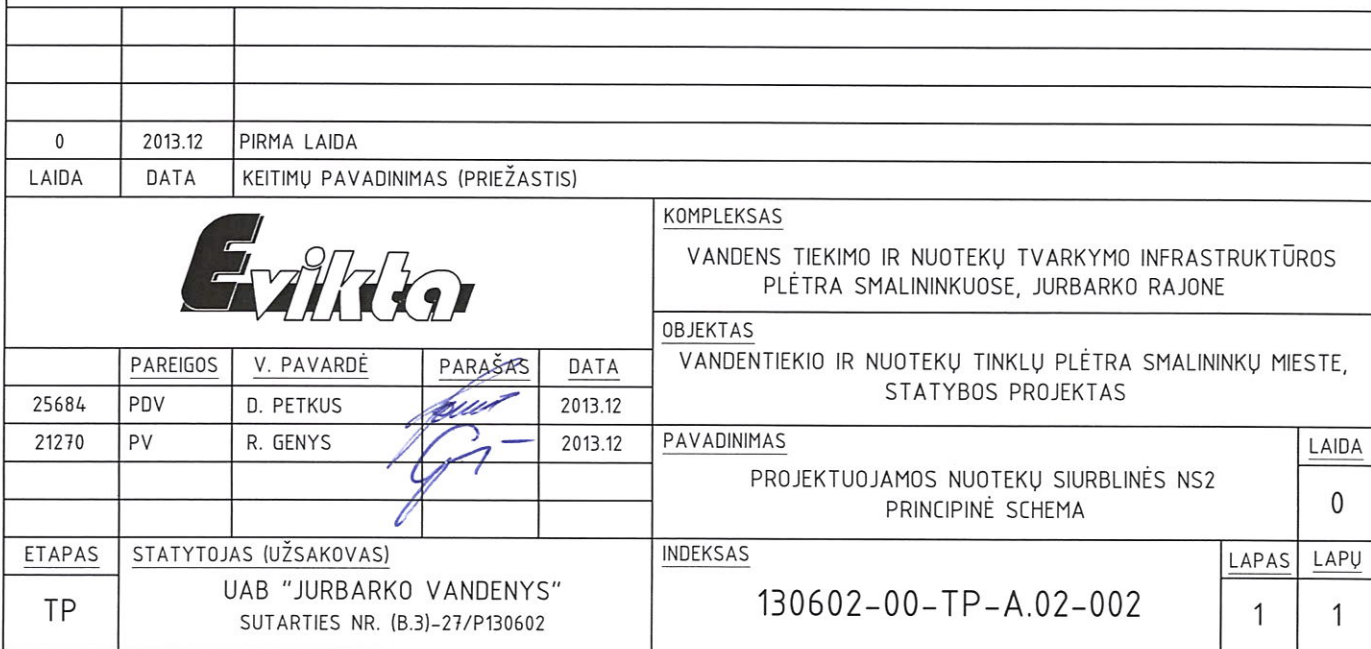 0 2013.12 PIRMA LAIDA
LAIDA DATA KEITIMŲ PAVADINIMAS (PRIEŽASTIS)
Evikta
KOMPLEKSAS
VANDENS TIEKIMO IR NUOTEKŲ TVARKYMO INFRASTRUKTŪROS
PLĖTRA SMALININKUOSE, JURBARKO RAJONE
OBJEKTAS
VANDENTIEKIO IR NUOTEKŲ TINKLŲ PLĖTRA SMALININKŲ MIESTE,
STATYBOS PROJEKTAS
PAREIGOS V. PAVARDĖ PARAŠAS DATA
25684 PDV D. PETKUS 2013.12
21270 PV R. GENYS 2013.12
PAVADINIMAS
PROJEKTUOJAMOS NUOTEKŲ SIURBLINĖS NS2
PRINCIPINĖ SCHEMA
LAIDA
0
ETAPAS
TP
STATYTOJAS (UŽSAKOVAS)
UAB "JURBARKO VANDENYS"
SUTARTIES NR. (B.3)-27/P130602
INDEKSAS
130602-00-TP-A.02-002
LAPAS
1
LAPŲ
1